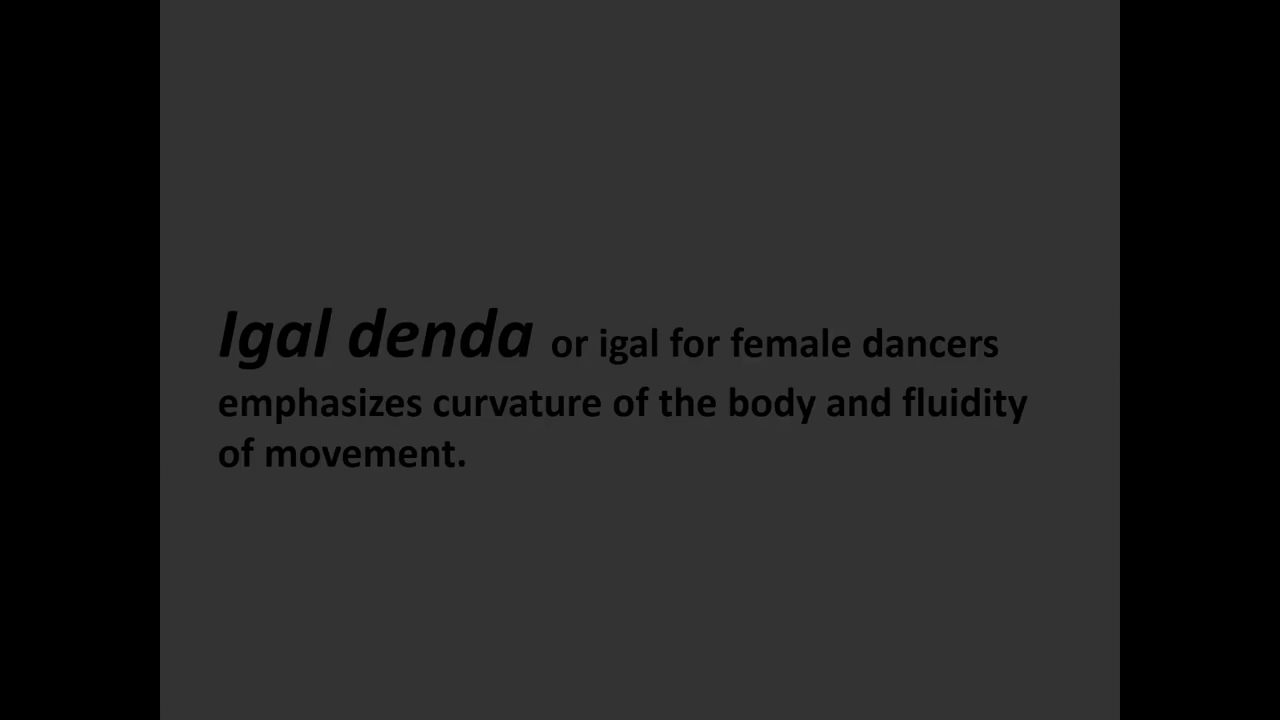 Igal denda or igal for female dancers
emphasizes curvature of the body and fluidity
of movement.